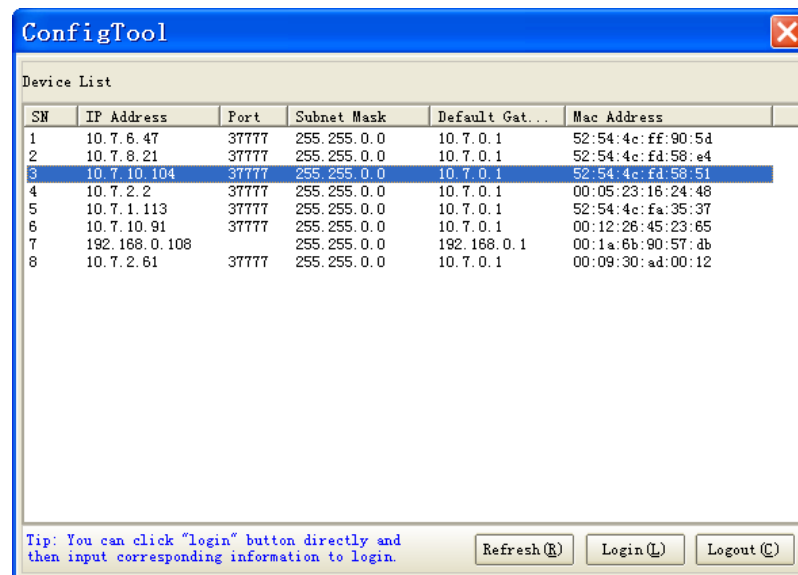 ConfigTool
Device List
SN IP Address Port Subnet Mask Default Gat... Mac Address
1 10.7.6.47 37777 255.255.0.0 10.7.0.1 52:54:4c:ff:90:5d
2 10.7.8.21 37777 255.255.0.0 10.7.0.1 52:54:4c:fd:58:e4
3 10.7.10.104 37777 255.255.0.0 10.7.0.1 52:54:4c:fd:58:51
4 10.7.2.2 37777 255.255.0.0 10.7.0.1 00:05:23:16:24:48
5 10.7.1.113 37777 255.255.0.0 10.7.0.1 52:54:4c:fa:35:37
6 10.7.10.91 37777 255.255.0.0 10.7.0.1 00:12:26:45:23:65
7 192.168.0.108 255.255.0.0 192.168.0.1 00:1a:6b:90:57:db
8 10.7.2.61 37777 255.255.0.0 10.7.0.1 00:09:30:ad:00:12
Tip: You can click "login" button directly and
then input corresponding information to login.
Refresh(R) Login(L) Logout(C)